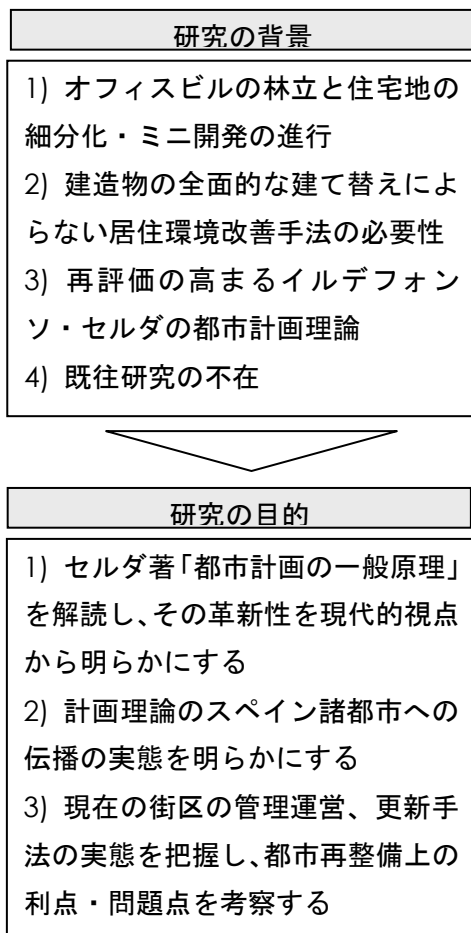 研究の背景
1) オフィスビルの林立と住宅地の
細分化・ミニ開発の進行
2) 建造物の全面的な建て替えによ
らない居住環境改善手法の必要性
3) 再評価の高まるイルデフォン
ソ・セルダの都市計画理論
4) 既往研究の不在
研究の目的
1) セルダ著「都市計画の一般原理」
を解読し、その革新性を現代的視点
から明らかにする
2) 計画理論のスペイン諸都市への
伝播の実態を明らかにする
3) 現在の街区の管理運営、更新手
法の実態を把握し、都市再整備上の
利点・問題点を考察する